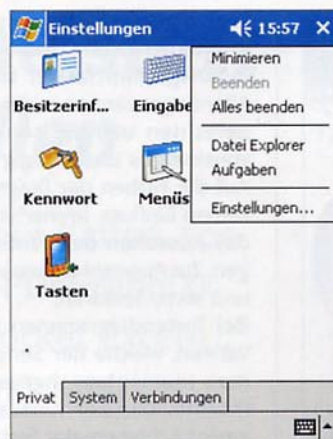 Einstellungen 15:57
Minimieren
Beenden
Alles beenden
Datei Explorer
Aufgaben
Einstellungen...
Besitzerinf... Eingabe
Kennwort Menüs
Tasten
Privat System Verbindungen